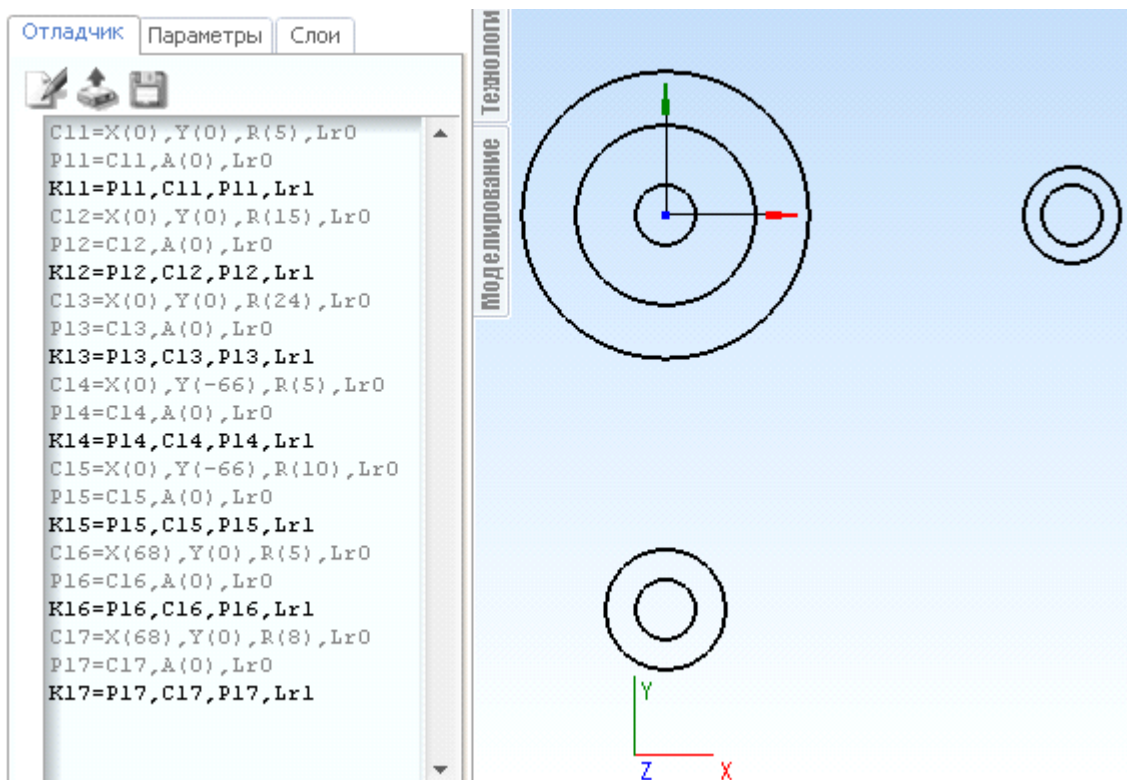 Отладчик Параметры Слои
C11=X(0),Y(0),R(5),Lr0
P11=C11,A(0),Lr0
K11=P11,C11,P11,Lr1
C12=X(0),Y(0),R(15),Lr0
P12=C12,A(0),Lr0
K12=P12,C12,P12,Lr1
C13=X(0),Y(0),R(24),Lr0
P13=C13,A(0),Lr0
K13=P13,C13,P13,Lr1
C14=X(0),Y(-66),R(5),Lr0
P14=C14,A(0),Lr0
K14=P14,C14,P14,Lr1
C15=X(0),Y(-66),R(10),Lr0
P15=C15,A(0),Lr0
K15=P15,C15,P15,Lr1
C16=X(68),Y(0),R(5),Lr0
P16=C16,A(0),Lr0
K16=P16,C16,P16,Lr1
C17=X(68),Y(0),R(8),Lr0
P17=C17,A(0),Lr0
K17=P17,C17,P17,Lr1
Технологи
Моделирование
Y
Z X